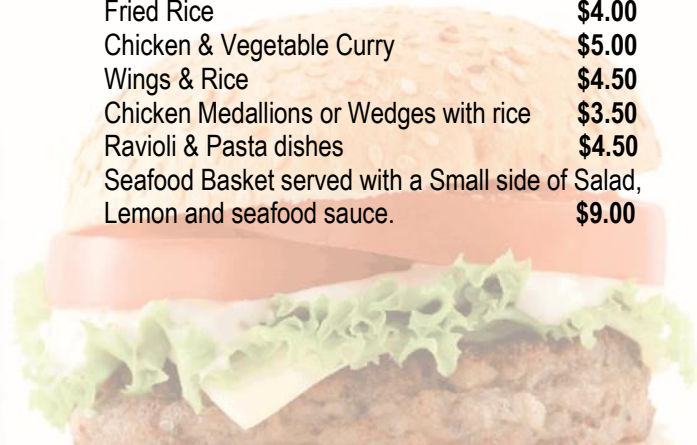 Fried Rice $4.00
Chicken & Vegetable Curry $5.00
Wings & Rice $4.50
Chicken Medallions or Wedges with rice $3.50
Ravioli & Pasta dishes $4.50
Seafood Basket served with a Small side of Salad,
Lemon and seafood sauce. $9.00